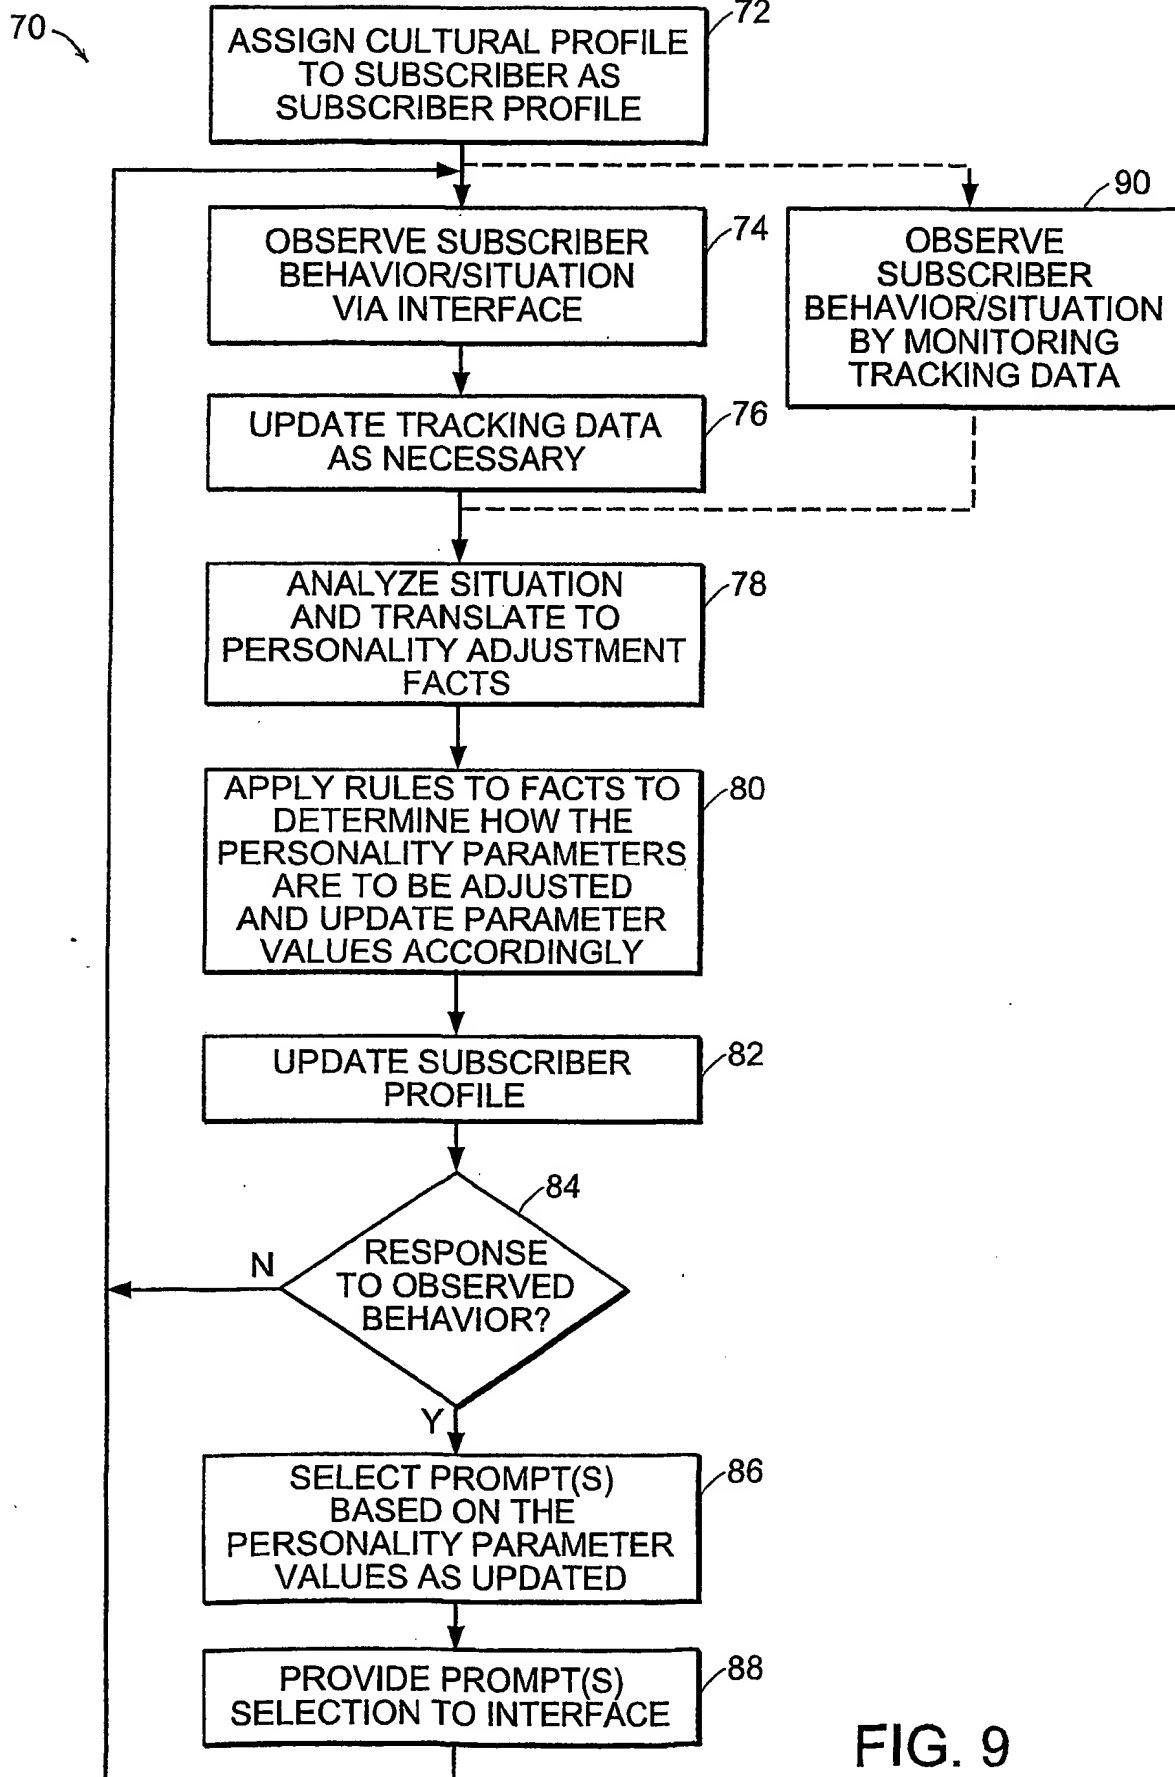 70
72
ASSIGN CULTURAL PROFILE
TO SUBSCRIBER AS
SUBSCRIBER PROFILE
74
OBSERVE SUBSCRIBER
BEHAVIOR/SITUATION
VIA INTERFACE
90
OBSERVE
SUBSCRIBER
BEHAVIOR/SITUATION
BY MONITORING
TRACKING DATA
76
UPDATE TRACKING DATA
AS NECESSARY
78
ANALYZE SITUATION
AND TRANSLATE TO
PERSONALITY ADJUSTMENT
FACTS
80
APPLY RULES TO FACTS TO
DETERMINE HOW THE
PERSONALITY PARAMETERS
ARE TO BE ADJUSTED
AND UPDATE PARAMETER
VALUES ACCORDINGLY
82
UPDATE SUBSCRIBER
PROFILE
84
RESPONSE
TO OBSERVED
BEHAVIOR?
N
Y
86
SELECT PROMPT(S)
BASED ON THE
PERSONALITY PARAMETER
VALUES AS UPDATED
88
PROVIDE PROMPT(S)
SELECTION TO INTERFACE
FIG. 9